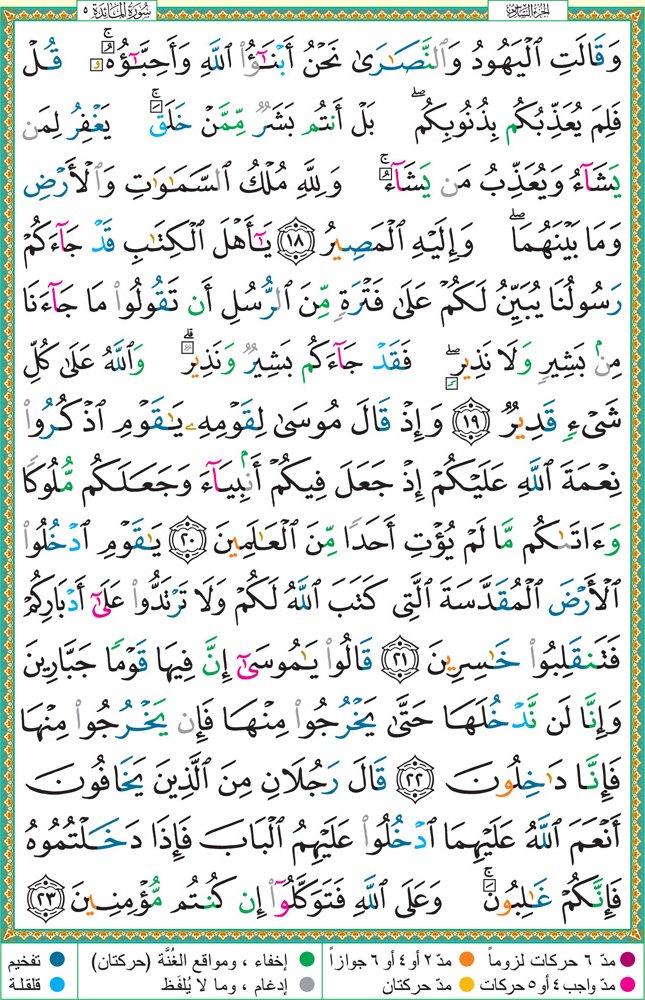 الجزء السادس سورة المائدة ٥
وَقَالَتِ ٱلْيَهُودُ وَٱلنَّصَٰرَىٰ نَحْنُ أَبْنَٰٓؤُا۟ ٱللَّهِ وَأَحِبَّٰٓؤُهُۥ ۚ قُلْ
فَلِمَ يُعَذِّبُكُم بِذُنُوبِكُم ۖ بَلْ أَنتُم بَشَرٌ مِّمَّنْ خَلَقَ ۚ يَغْفِرُ لِمَن
يَشَآءُ وَيُعَذِّبُ مَن يَشَآءُ ۚ وَلِلَّهِ مُلْكُ ٱلسَّمَٰوَٰتِ وَٱلْأَرْضِ
وَمَا بَيْنَهُمَا ۖ وَإِلَيْهِ ٱلْمَصِيرُ ١٨ يَٰٓأَهْلَ ٱلْكِتَٰبِ قَدْ جَآءَكُمْ
رَسُولُنَا يُبَيِّنُ لَكُمْ عَلَىٰ فَتْرَةٍ مِّنَ ٱلرُّسُلِ أَن تَقُولُوا۟ مَا جَآءَنَا
مِنۢ بَشِيرٍ وَلَا نَذِيرٍ ۖ فَقَدْ جَآءَكُم بَشِيرٌ وَنَذِيرٌ ۗ وَٱللَّهُ عَلَىٰ كُلِّ
شَىْءٍ قَدِيرٌ ١٩ وَإِذْ قَالَ مُوسَىٰ لِقَوْمِهِۦ يَٰقَوْمِ ٱذْكُرُوا۟
نِعْمَةَ ٱللَّهِ عَلَيْكُمْ إِذْ جَعَلَ فِيكُمْ أَنۢبِيَآءَ وَجَعَلَكُم مُّلُوكًا
وَءَاتَىٰكُم مَّا لَمْ يُؤْتِ أَحَدًا مِّنَ ٱلْعَٰلَمِينَ ٢٠ يَٰقَوْمِ ٱدْخُلُوا۟
ٱلْأَرْضَ ٱلْمُقَدَّسَةَ ٱلَّتِى كَتَبَ ٱللَّهُ لَكُمْ وَلَا تَرْتَدُّوا۟ عَلَىٰٓ أَدْبَارِكُمْ
فَتَنقَلِبُوا۟ خَٰسِرِينَ ٢١ قَالُوا۟ يَٰمُوسَىٰٓ إِنَّ فِيهَا قَوْمًا جَبَّارِينَ
وَإِنَّا لَن نَّدْخُلَهَا حَتَّىٰ يَخْرُجُوا۟ مِنْهَا فَإِن يَخْرُجُوا۟ مِنْهَا
فَإِنَّا دَٰخِلُونَ ٢٢ قَالَ رَجُلَانِ مِنَ ٱلَّذِينَ يَخَافُونَ
أَنْعَمَ ٱللَّهُ عَلَيْهِمَا ٱدْخُلُوا۟ عَلَيْهِمُ ٱلْبَابَ فَإِذَا دَخَلْتُمُوهُ
فَإِنَّكُمْ غَٰلِبُونَ ۚ وَعَلَى ٱللَّهِ فَتَوَكَّلُوٓا۟ إِن كُنتُم مُّؤْمِنِينَ ٢٣
مدّ ٦ حركات لزوماً مدّ ٢ أو ٤ أو ٦ جوازاً إخفاء ، ومواقع الغُنَّة (حركتان) تفخيم
مدّ واجب ٤ أو ٥ حركات مدّ حركتان إدغام ، وما لا يُلفَظ قلقلة